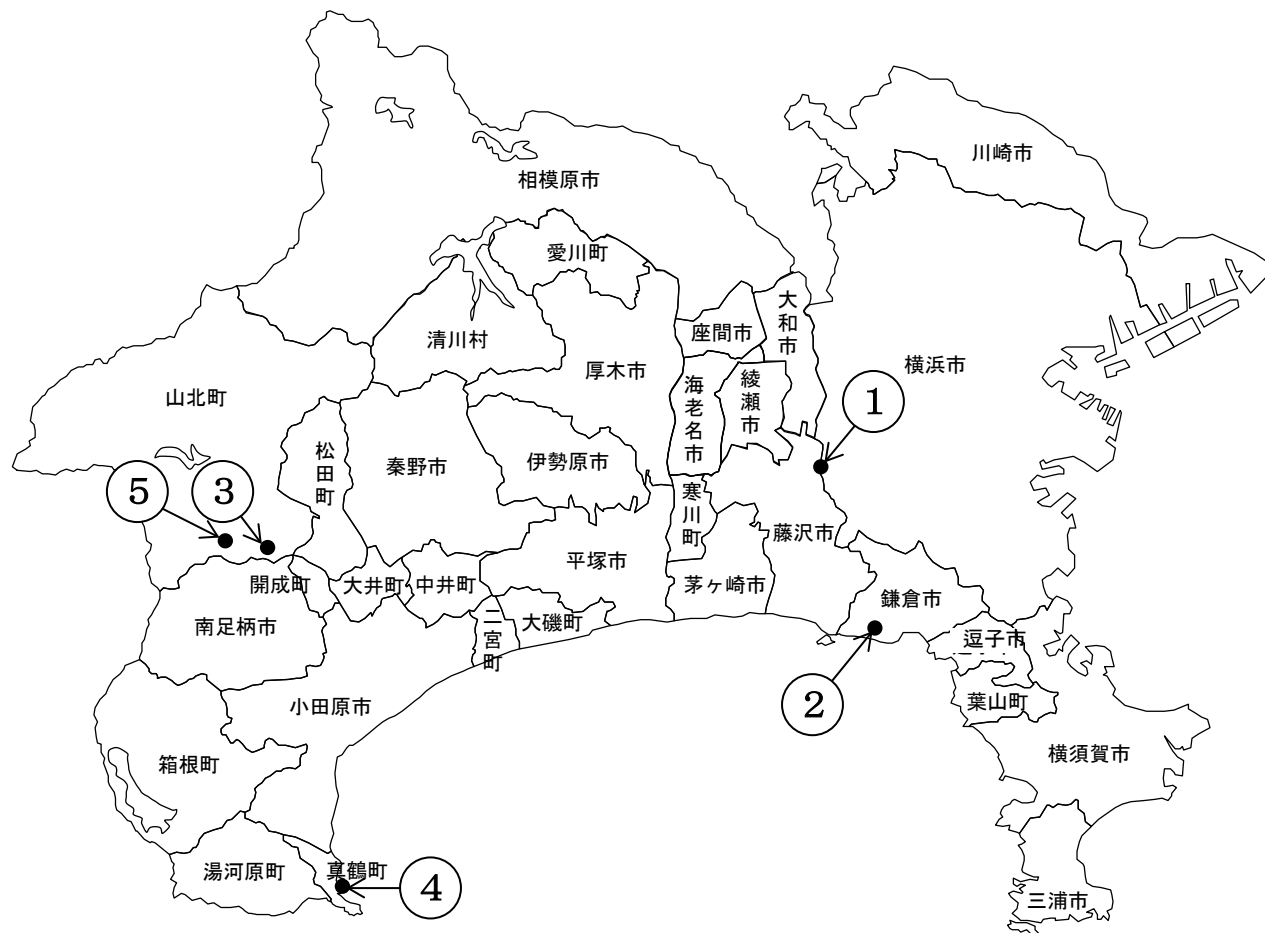 川崎市
相模原市
愛川町
大和市
座間市
清川村
横浜市
厚木市
海老名市
綾瀬市
山北町
①
松田町
秦野市
伊勢原市
⑤
③
寒川町
藤沢市
平塚市
開成町
大井町
中井町
茅ヶ崎市
鎌倉市
南足柄市
二宮町
大磯町
逗子市
②
葉山町
小田原市
横須賀市
箱根町
湯河原町
真鶴町
④
三浦市